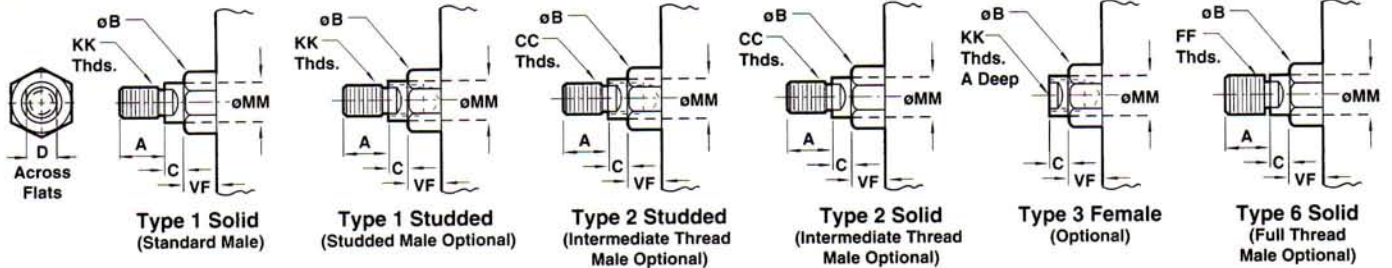 D
Across
Flats
øB
KK
Thds.
øMM
A
C
VF
Type 1 Solid
(Standard Male)
øB
KK
Thds.
øMM
A
C
VF
Type 1 Studded
(Studded Male Optional)
øB
CC
Thds.
øMM
A
C
VF
Type 2 Studded
(Intermediate Thread
Male Optional)
øB
CC
Thds.
øMM
A
C
VF
Type 2 Solid
(Intermediate Thread
Male Optional)
øB
KK
Thds.
A Deep
øMM
C
VF
Type 3 Female
(Optional)
øB
FF
Thds.
øMM
A
C
VF
Type 6 Solid
(Full Thread
Male Optional)